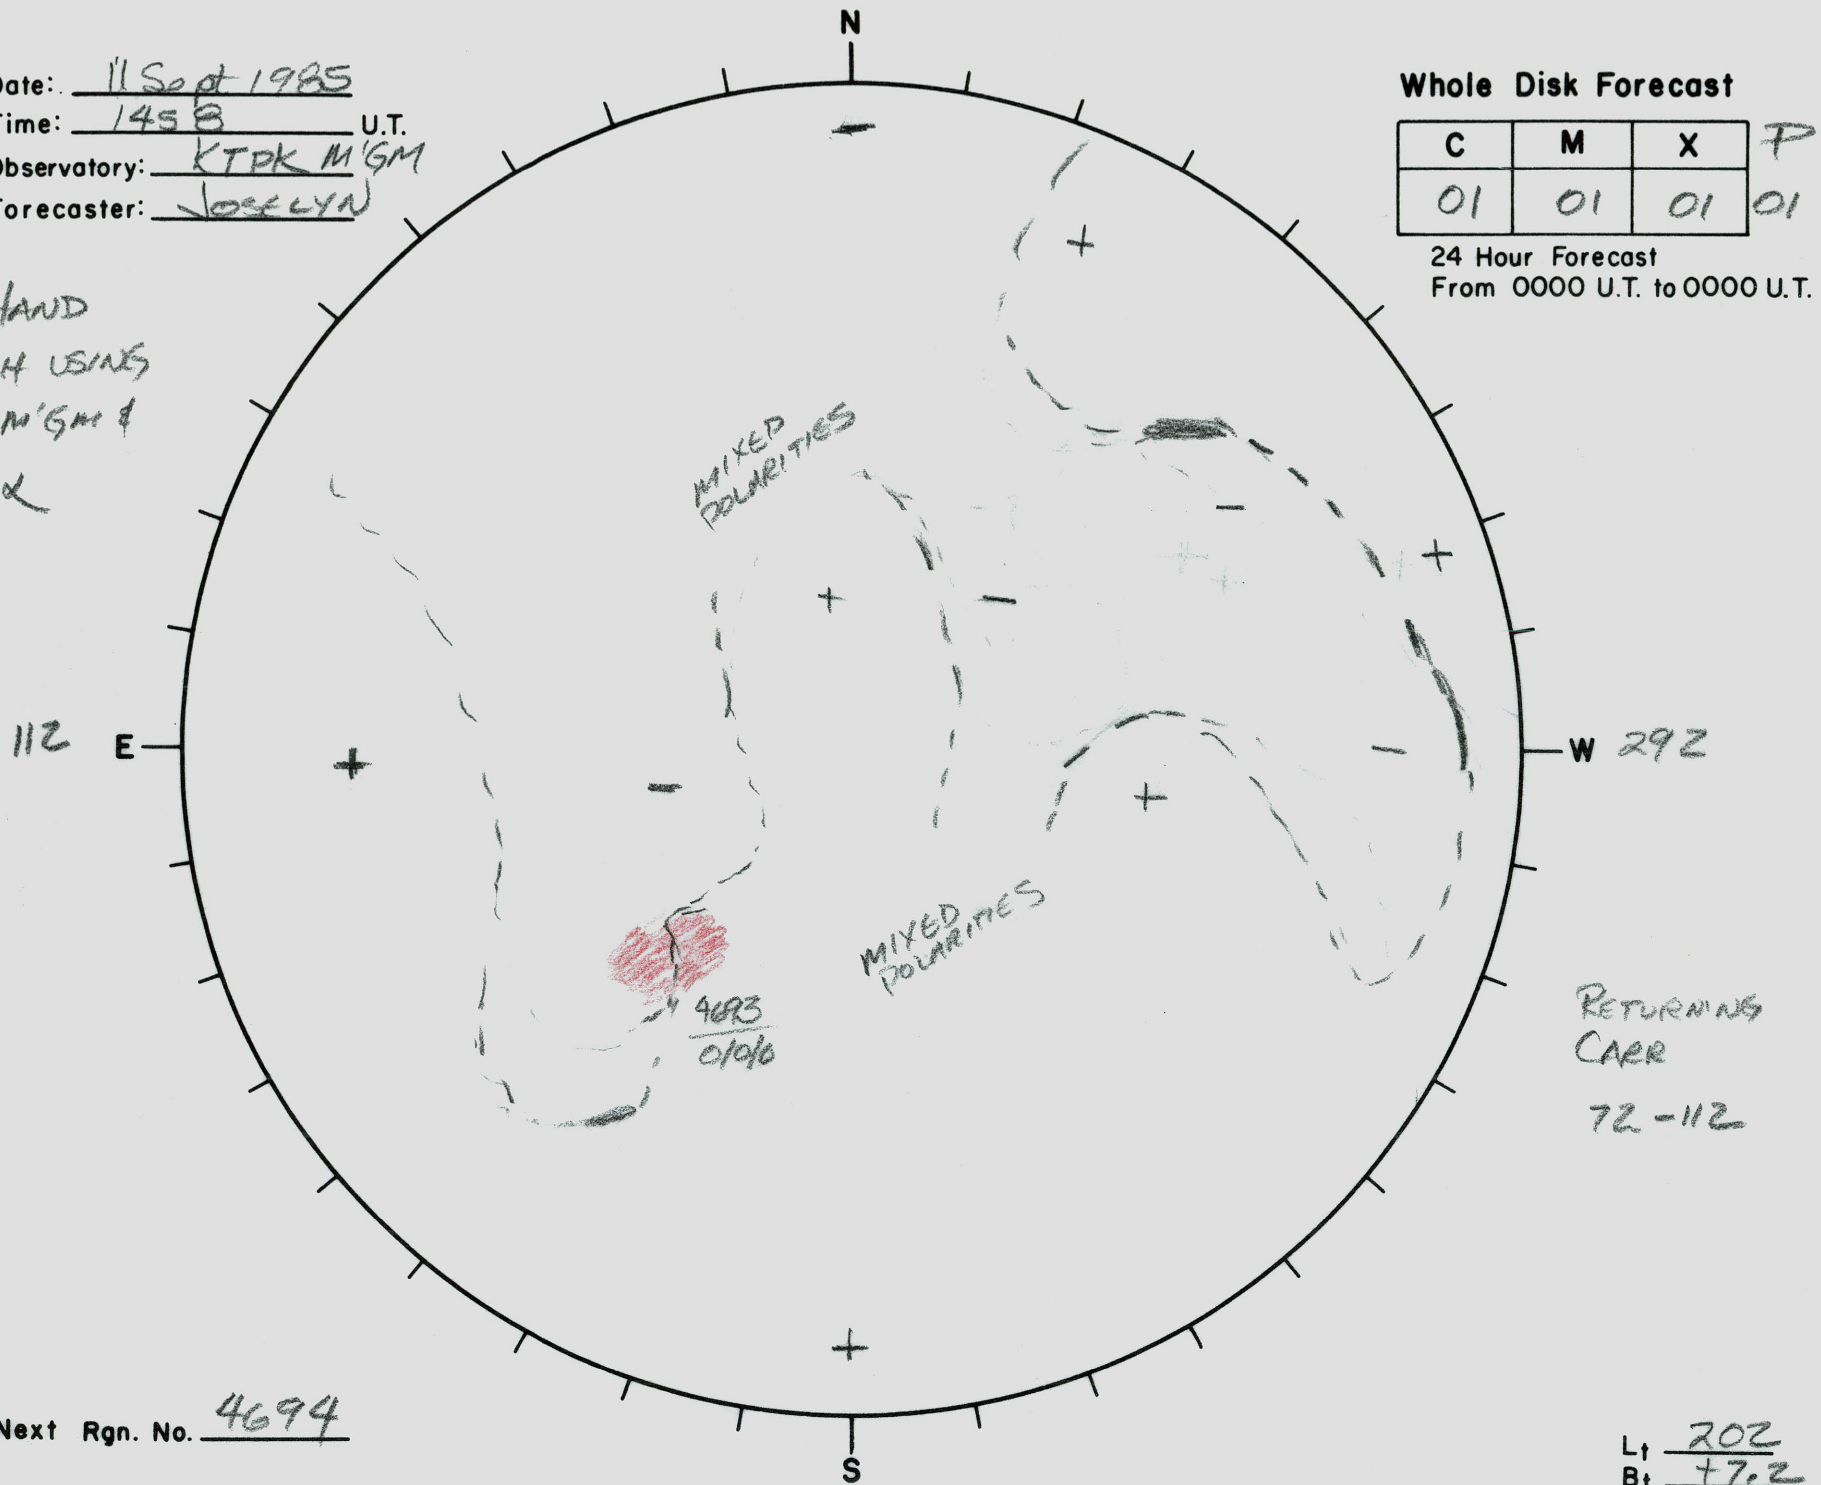 N
Date: 11 Sept 1985
Time: 1458 U.T.
Observatory: KTPK M'GM
Forecaster: JOSELYN
Whole Disk Forecast
C M X P
01 01 01 01
24 Hour Forecast
From 0000 U.T. to 0000 U.T.
HAND
H USING
M'GM &
α
MIXED
POLARITIES
112 E
W 292
MIXED
POLARITIES
4693
0/0/0
RETURNING
CARR
72-112
Next Rgn. No. 4694
S
Lt 202
Bt +7.2